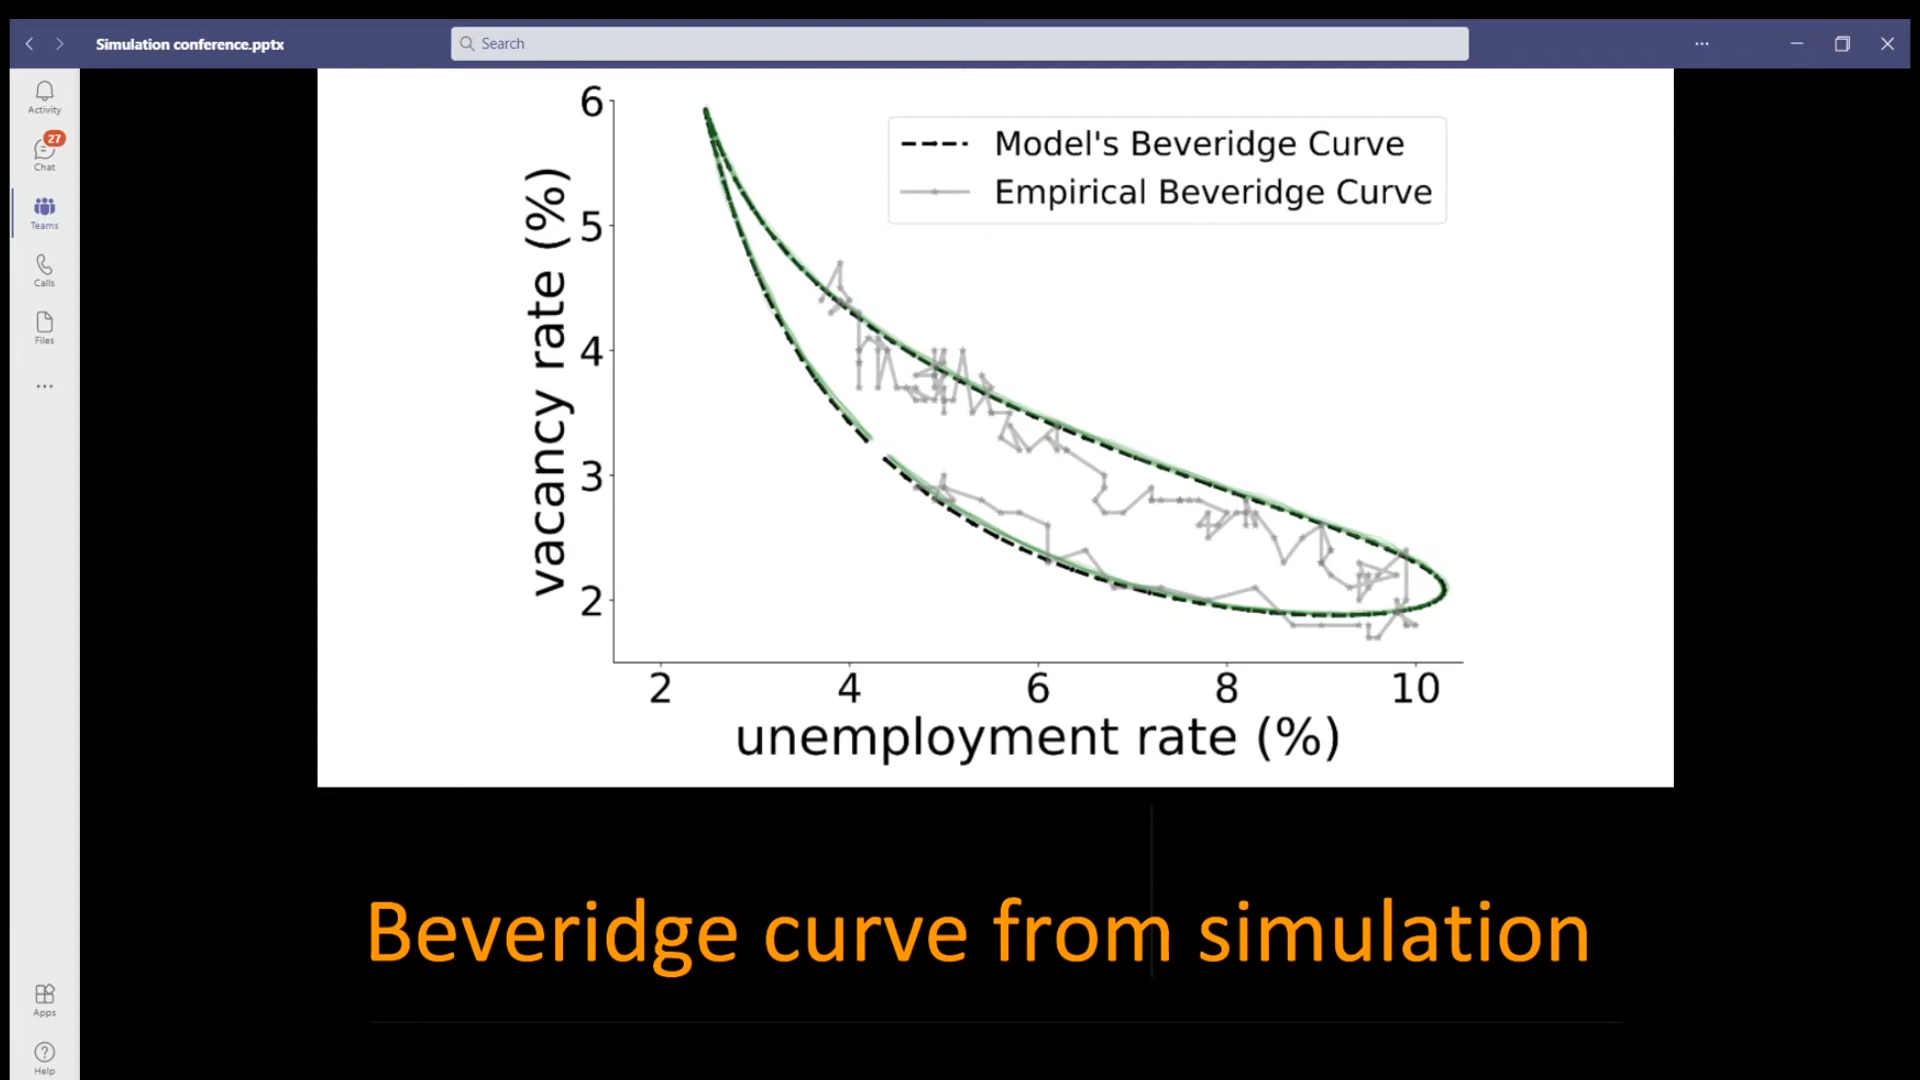 Simulation conference.pptx
Search
Activity
27
Chat
Teams
Calls
Files
Apps
Help
6
5
4
3
2
vacancy rate (%)
Model's Beveridge Curve
Empirical Beveridge Curve
2 4 6 8 10
unemployment rate (%)
Beveridge curve from simulation